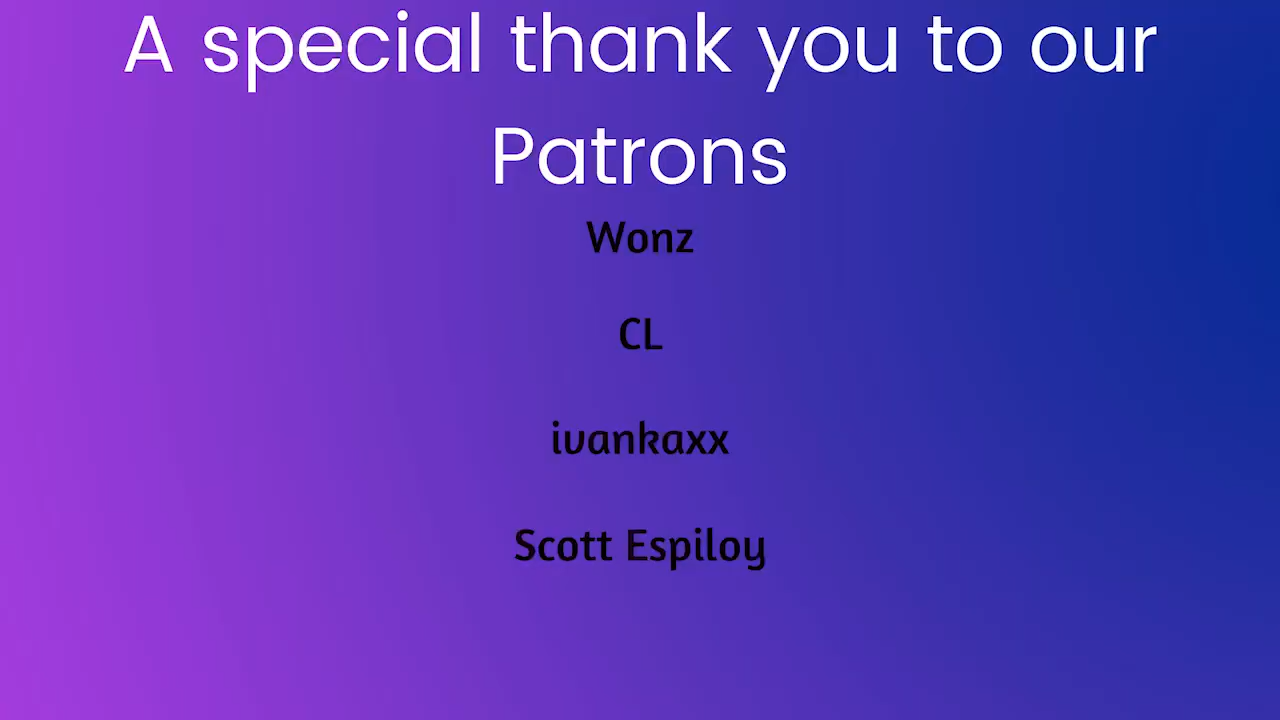 A special thank you to our
Patrons
Wonz
CL
ivankaxx
Scott Espiloy